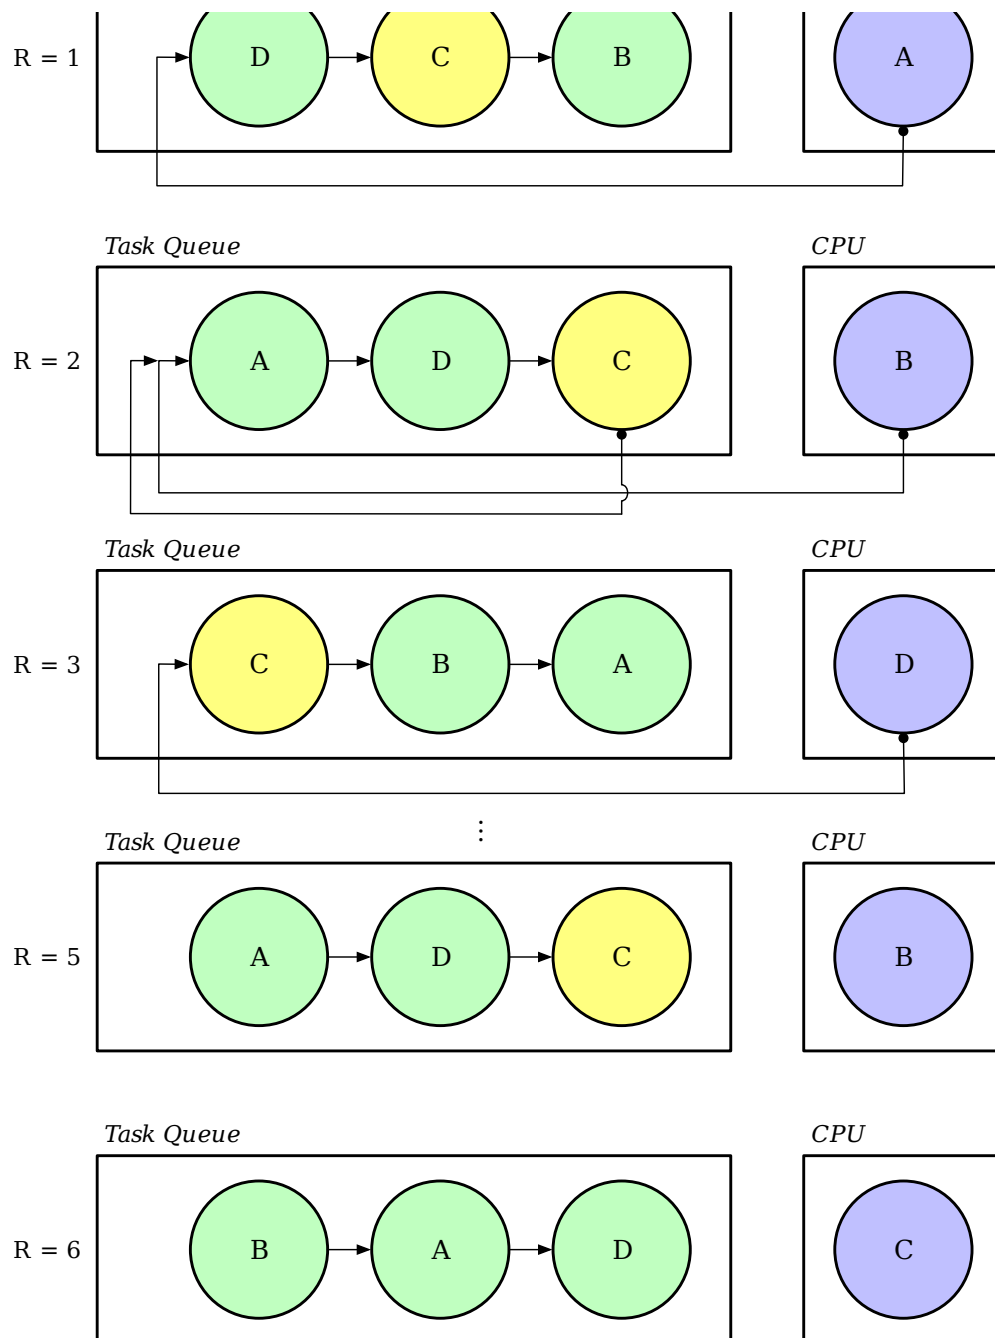 R = 1 D C B A
Task Queue CPU
R = 2 A D C B
Task Queue CPU
R = 3 C B A D
⋮
Task Queue CPU
R = 5 A D C B
Task Queue CPU
R = 6 B A D C